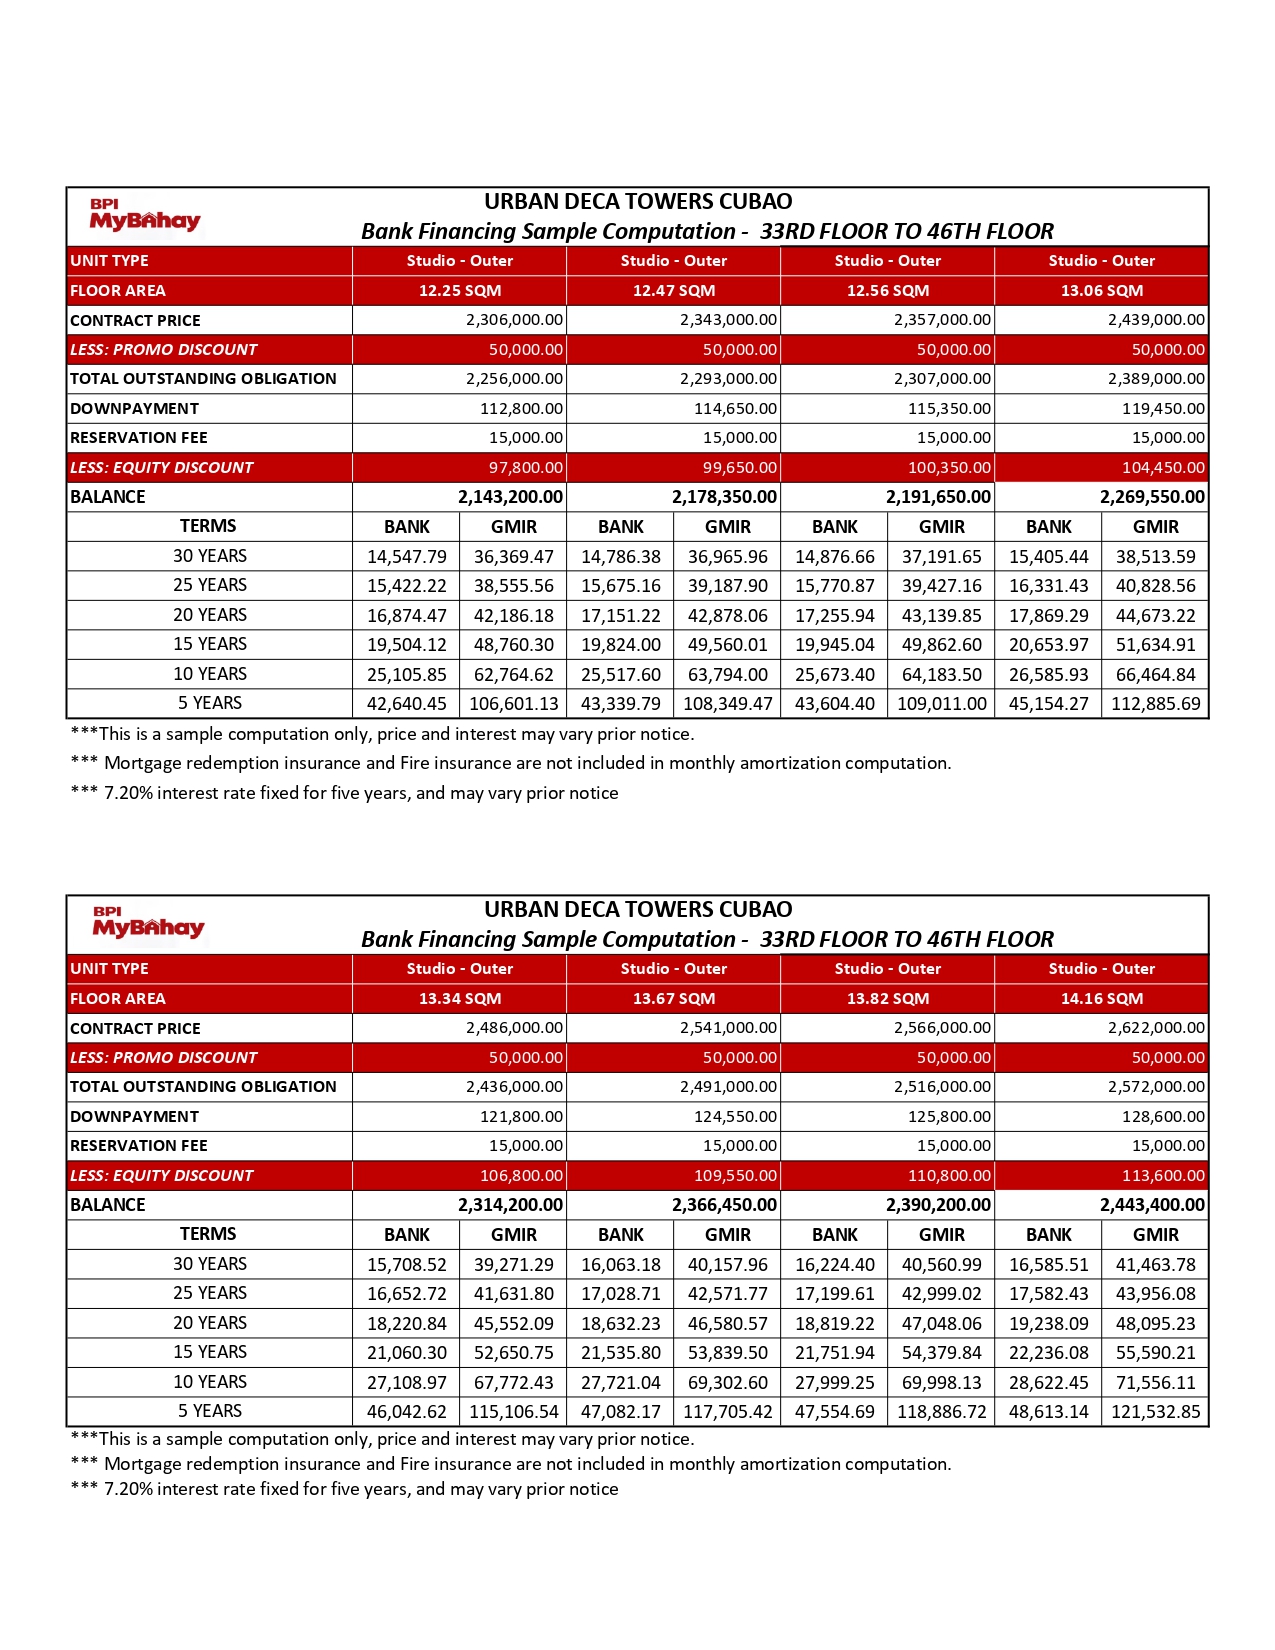 BPI
MyBahay
URBAN DECA TOWERS CUBAO
Bank Financing Sample Computation - 33RD FLOOR TO 46TH FLOOR
UNIT TYPE Studio - Outer Studio - Outer Studio - Outer Studio - Outer
FLOOR AREA 12.25 SQM 12.47 SQM 12.56 SQM 13.06 SQM
CONTRACT PRICE 2,306,000.00 2,343,000.00 2,357,000.00 2,439,000.00
LESS: PROMO DISCOUNT 50,000.00 50,000.00 50,000.00 50,000.00
TOTAL OUTSTANDING OBLIGATION 2,256,000.00 2,293,000.00 2,307,000.00 2,389,000.00
DOWNPAYMENT 112,800.00 114,650.00 115,350.00 119,450.00
RESERVATION FEE 15,000.00 15,000.00 15,000.00 15,000.00
LESS: EQUITY DISCOUNT 97,800.00 99,650.00 100,350.00 104,450.00
BALANCE 2,143,200.00 2,178,350.00 2,191,650.00 2,269,550.00
TERMS BANK GMIR BANK GMIR BANK GMIR BANK GMIR
30 YEARS 14,547.79 36,369.47 14,786.38 36,965.96 14,876.66 37,191.65 15,405.44 38,513.59
25 YEARS 15,422.22 38,555.56 15,675.16 39,187.90 15,770.87 39,427.16 16,331.43 40,828.56
20 YEARS 16,874.47 42,186.18 17,151.22 42,878.06 17,255.94 43,139.85 17,869.29 44,673.22
15 YEARS 19,504.12 48,760.30 19,824.00 49,560.01 19,945.04 49,862.60 20,653.97 51,634.91
10 YEARS 25,105.85 62,764.62 25,517.60 63,794.00 25,673.40 64,183.50 26,585.93 66,464.84
5 YEARS 42,640.45 106,601.13 43,339.79 108,349.47 43,604.40 109,011.00 45,154.27 112,885.69
***This is a sample computation only, price and interest may vary prior notice.
*** Mortgage redemption insurance and Fire insurance are not included in monthly amortization computation.
*** 7.20% interest rate fixed for five years, and may vary prior notice
BPI
MyBahay
URBAN DECA TOWERS CUBAO
Bank Financing Sample Computation - 33RD FLOOR TO 46TH FLOOR
UNIT TYPE Studio - Outer Studio - Outer Studio - Outer Studio - Outer
FLOOR AREA 13.34 SQM 13.67 SQM 13.82 SQM 14.16 SQM
CONTRACT PRICE 2,486,000.00 2,541,000.00 2,566,000.00 2,622,000.00
LESS: PROMO DISCOUNT 50,000.00 50,000.00 50,000.00 50,000.00
TOTAL OUTSTANDING OBLIGATION 2,436,000.00 2,491,000.00 2,516,000.00 2,572,000.00
DOWNPAYMENT 121,800.00 124,550.00 125,800.00 128,600.00
RESERVATION FEE 15,000.00 15,000.00 15,000.00 15,000.00
LESS: EQUITY DISCOUNT 106,800.00 109,550.00 110,800.00 113,600.00
BALANCE 2,314,200.00 2,366,450.00 2,390,200.00 2,443,400.00
TERMS BANK GMIR BANK GMIR BANK GMIR BANK GMIR
30 YEARS 15,708.52 39,271.29 16,063.18 40,157.96 16,224.40 40,560.99 16,585.51 41,463.78
25 YEARS 16,652.72 41,631.80 17,028.71 42,571.77 17,199.61 42,999.02 17,582.43 43,956.08
20 YEARS 18,220.84 45,552.09 18,632.23 46,580.57 18,819.22 47,048.06 19,238.09 48,095.23
15 YEARS 21,060.30 52,650.75 21,535.80 53,839.50 21,751.94 54,379.84 22,236.08 55,590.21
10 YEARS 27,108.97 67,772.43 27,721.04 69,302.60 27,999.25 69,998.13 28,622.45 71,556.11
5 YEARS 46,042.62 115,106.54 47,082.17 117,705.42 47,554.69 118,886.72 48,613.14 121,532.85
***This is a sample computation only, price and interest may vary prior notice.
*** Mortgage redemption insurance and Fire insurance are not included in monthly amortization computation.
*** 7.20% interest rate fixed for five years, and may vary prior notice